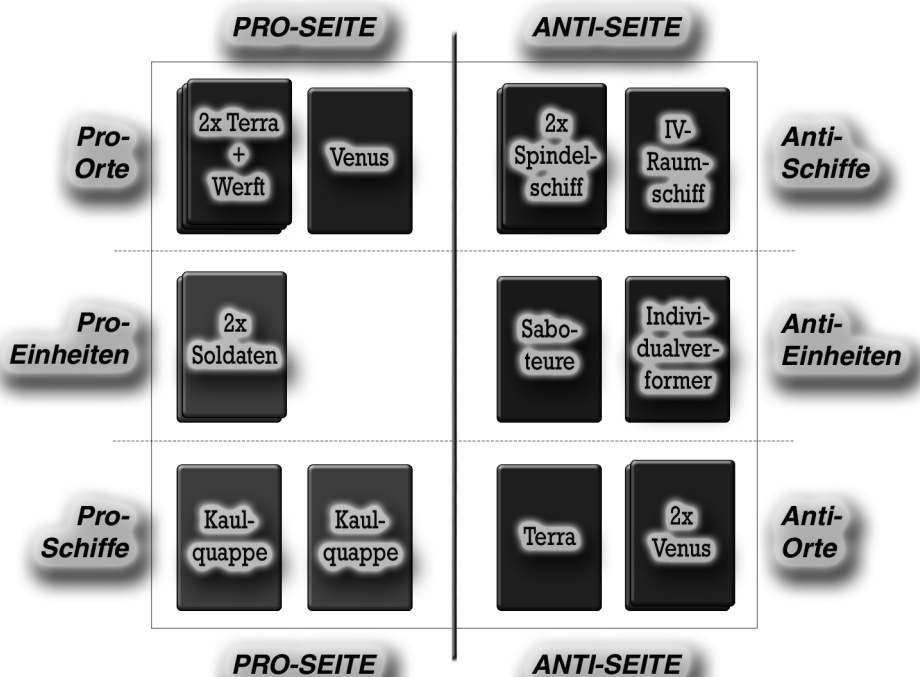 PRO-SEITE
ANTI-SEITE
Pro-
Orte
2x Terra
+
Werft
Venus
2x
Spindel-
schiff
IV-
Raum-
schiff
Anti-
Schiffe
Pro-
Einheiten
2x
Soldaten
Sabo-
teure
Indivi-
dualver-
former
Anti-
Einheiten
Pro-
Schiffe
Kaul-
quappe
Kaul-
quappe
Terra
2x
Venus
Anti-
Orte
PRO-SEITE
ANTI-SEITE